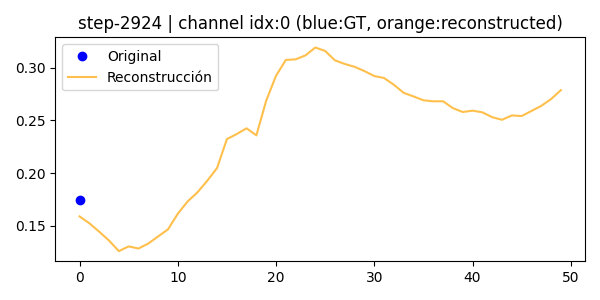 step-2924 | channel idx:0 (blue:GT, orange:reconstructed)
Original
Reconstrucción
0.30
0.25
0.20
0.15
0 10 20 30 40 50